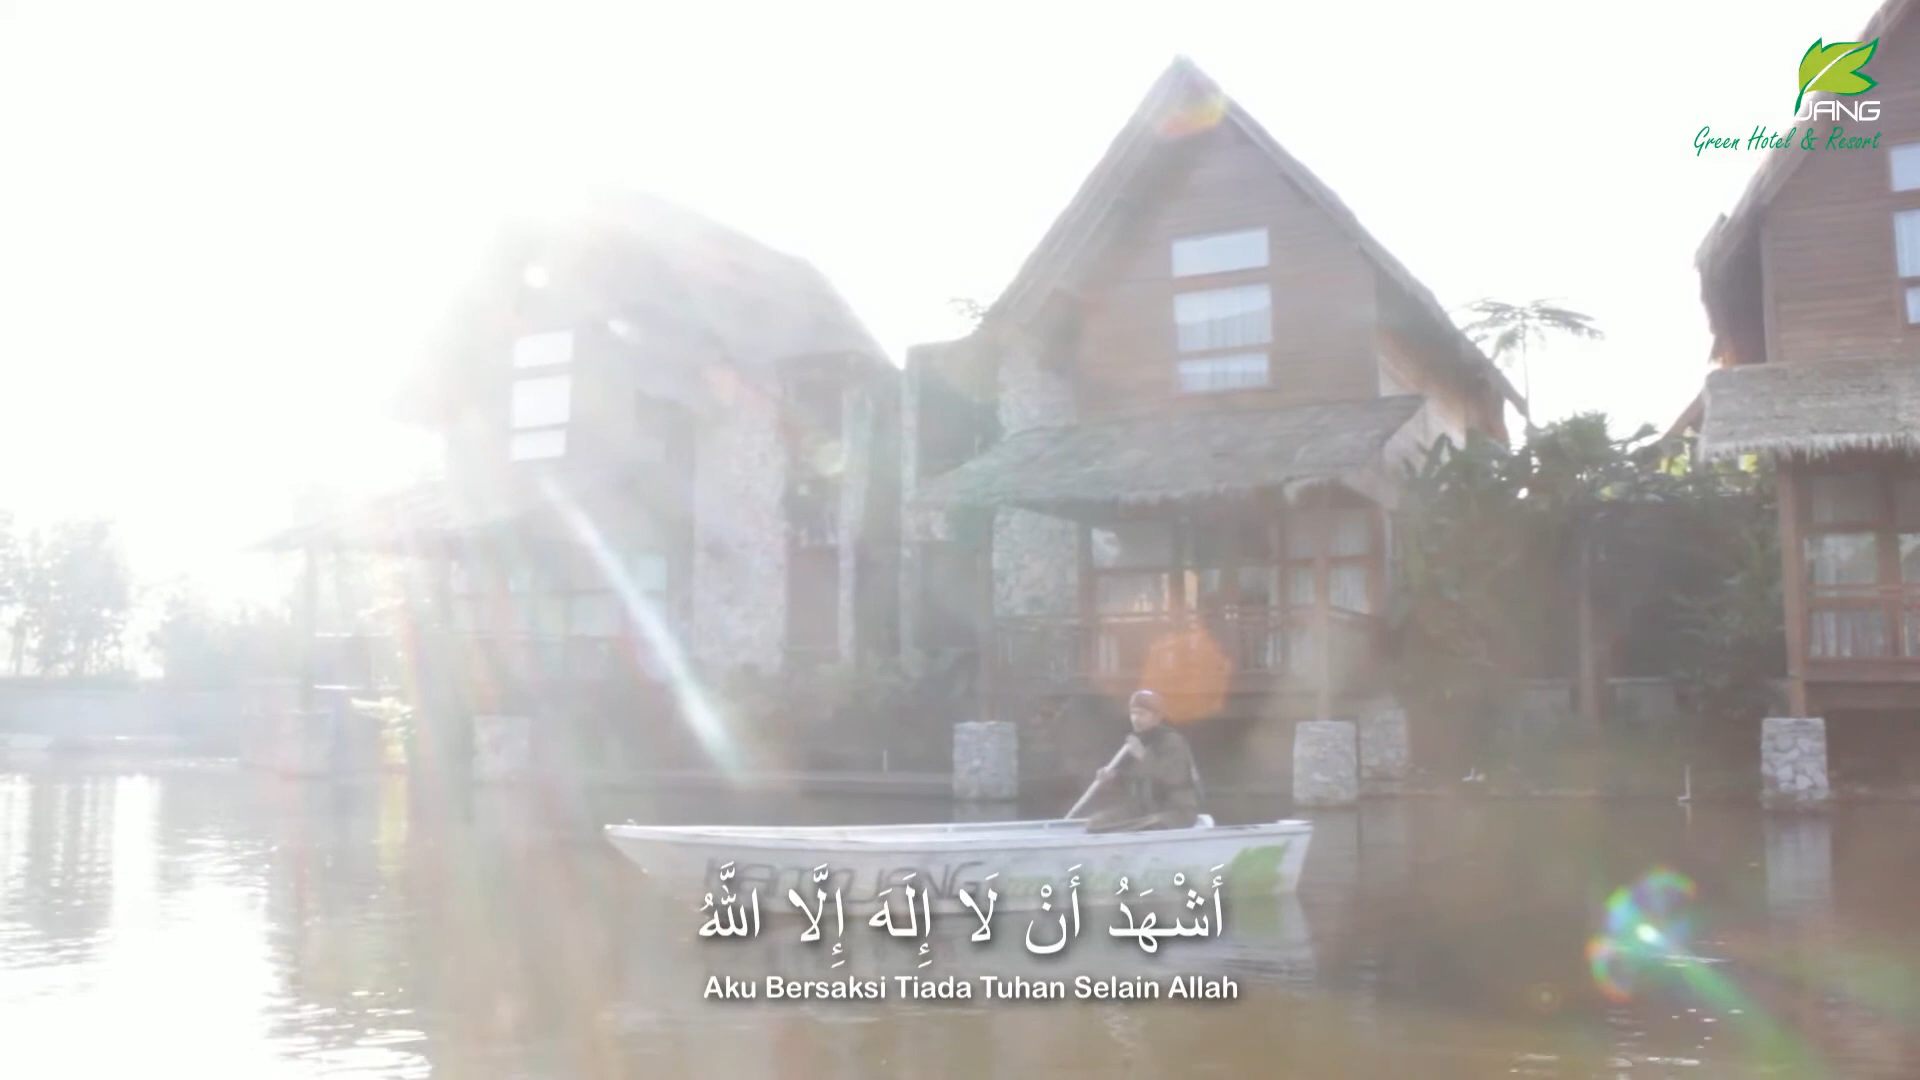 JANG
Green Hotel & Resort
أَشْهَدُ أَنْ لَا إِلَهَ إِلَّا اللَّهُ
Aku Bersaksi Tiada Tuhan Selain Allah